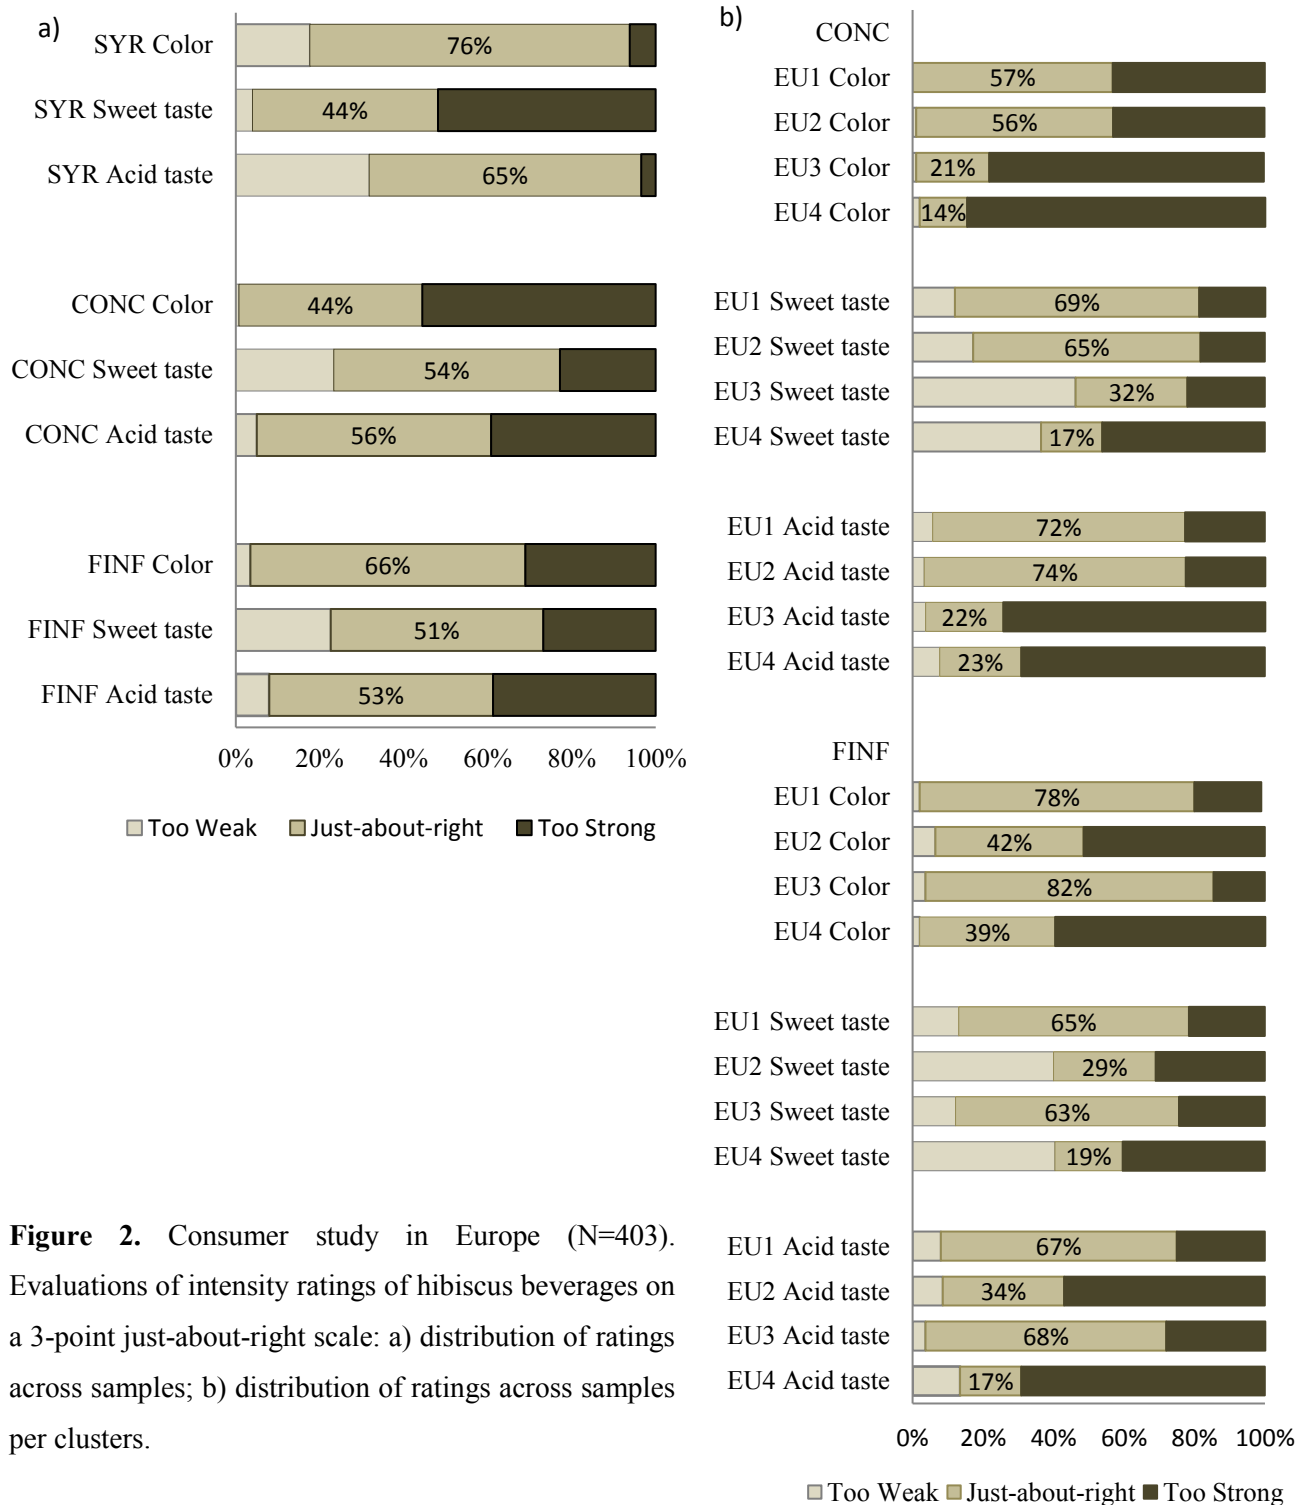 a)
SYR Color 76%
SYR Sweet taste 44%
SYR Acid taste 65%
CONC Color 44%
CONC Sweet taste 54%
CONC Acid taste 56%
FINF Color 66%
FINF Sweet taste 51%
FINF Acid taste 53%
0% 20% 40% 60% 80% 100%
Too Weak Just-about-right Too Strong
Figure 2. Consumer study in Europe (N=403).
Evaluations of intensity ratings of hibiscus beverages on
a 3-point just-about-right scale: a) distribution of ratings
across samples; b) distribution of ratings across samples
per clusters.
b)
CONC
EU1 Color 57%
EU2 Color 56%
EU3 Color 21%
EU4 Color 14%
EU1 Sweet taste 69%
EU2 Sweet taste 65%
EU3 Sweet taste 32%
EU4 Sweet taste 17%
EU1 Acid taste 72%
EU2 Acid taste 74%
EU3 Acid taste 22%
EU4 Acid taste 23%
FINF
EU1 Color 78%
EU2 Color 42%
EU3 Color 82%
EU4 Color 39%
EU1 Sweet taste 65%
EU2 Sweet taste 29%
EU3 Sweet taste 63%
EU4 Sweet taste 19%
EU1 Acid taste 67%
EU2 Acid taste 34%
EU3 Acid taste 68%
EU4 Acid taste 17%
0% 20% 40% 60% 80% 100%
Too Weak Just-about-right Too Strong